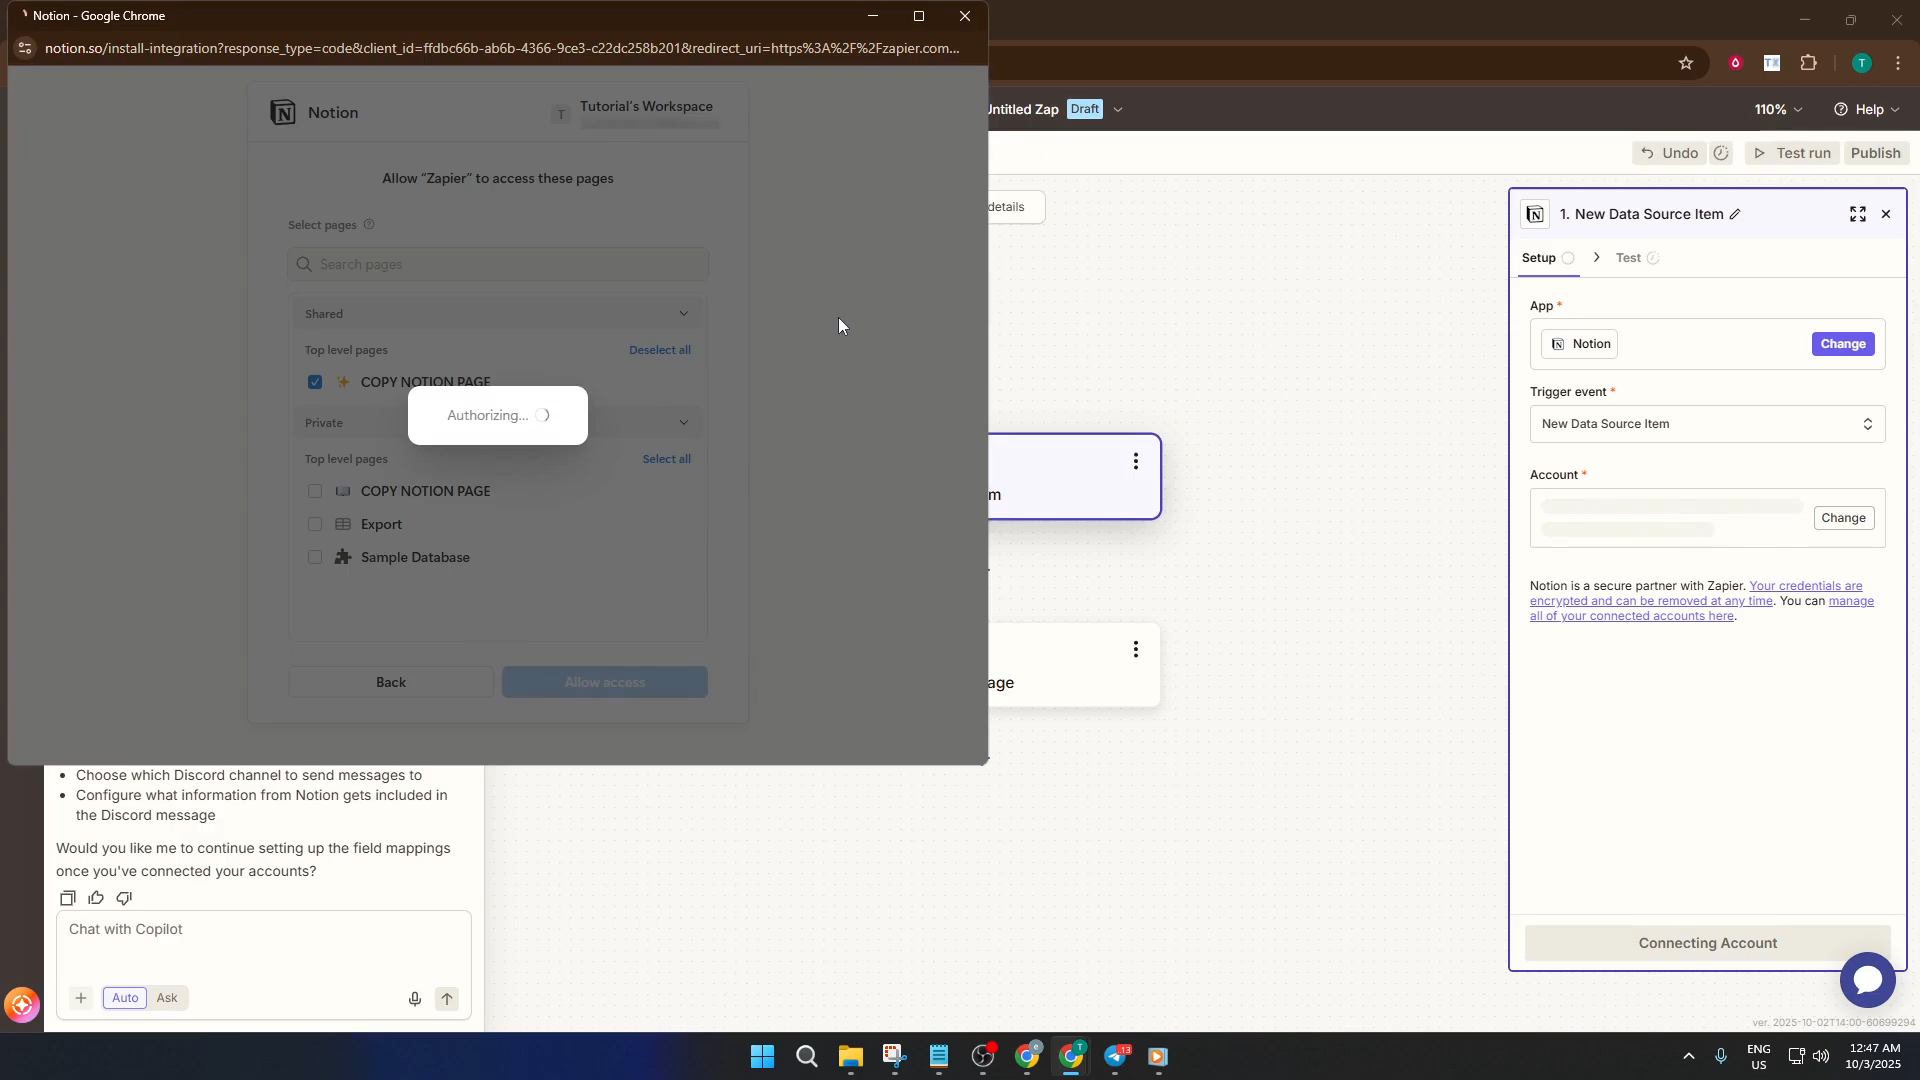 Notion - Google Chrome
notion.so/install-integration?response_type=code&client_id=ffdbc66b-ab6b-4366-9ce3-c22dc258b201&redirect_uri=https%3A%2F%2Fzapier.com...
Notion
T
Tutorial's Workspace
Allow “Zapier” to access these pages
Select pages
Search pages
Shared
Top level pages
Deselect all
COPY NOTION PAGE
Authorizing...
Private
Top level pages
Select all
COPY NOTION PAGE
Export
Sample Database
Back
Allow access
T
Untitled Zap
Draft
110%
Help
Undo
Test run
Publish
details
m
age
1. New Data Source Item
Setup
Test
App *
Notion
Change
Trigger event *
New Data Source Item
Account *
Change
Notion is a secure partner with Zapier. Your credentials are
encrypted and can be removed at any time. You can manage
all of your connected accounts here.
Connecting Account
Choose which Discord channel to send messages to
Configure what information from Notion gets included in
the Discord message
Would you like me to continue setting up the field mappings
once you've connected your accounts?
Chat with Copilot
Auto
Ask
ver. 2025-10-02T14:00-60699294
13
ENG
US
12:47 AM
10/3/2025